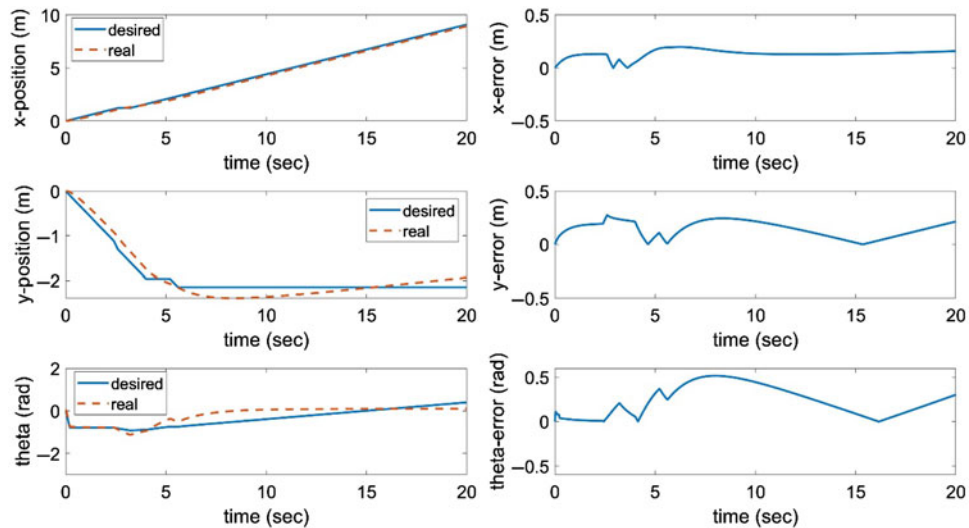 10
5
0
x-position (m)
desired
real
0 5 10 15 20
time (sec)
0.5
0
−0.5
x-error (m)
0 5 10 15 20
time (sec)
0
−1
−2
y-position (m)
desired
real
0 5 10 15 20
time (sec)
0.5
0
−0.5
y-error (m)
0 5 10 15 20
time (sec)
2
0
−2
theta (rad)
desired
real
0 5 10 15 20
time (sec)
0.5
0
−0.5
theta-error (rad)
0 5 10 15 20
time (sec)